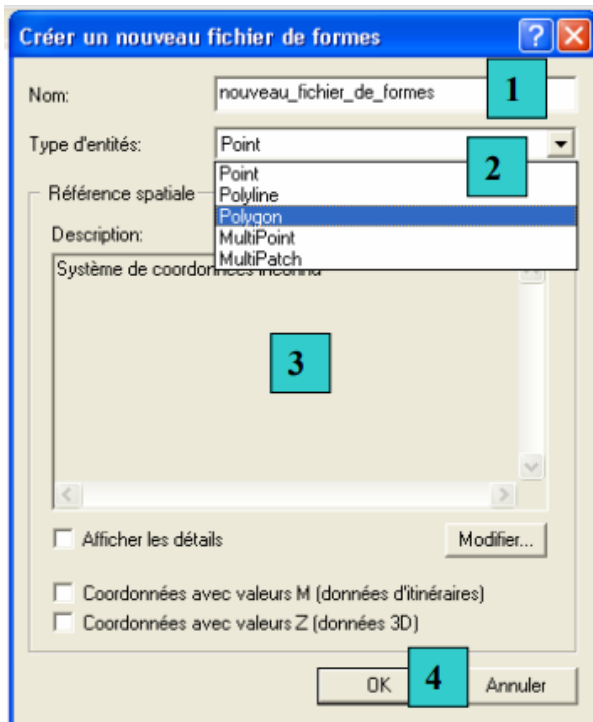 Créer un nouveau fichier de formes
Nom: nouveau_fichier_de_formes 1
Type d'entités: Point 2
Point
Polyline
Polygon
MultiPoint
MultiPatch
Référence spatiale
Description:
Système de coordonnées inconnu
3
Afficher les détails Modifier...
Coordonnées avec valeurs M (données d'itinéraires)
Coordonnées avec valeurs Z (données 3D)
OK 4 Annuler